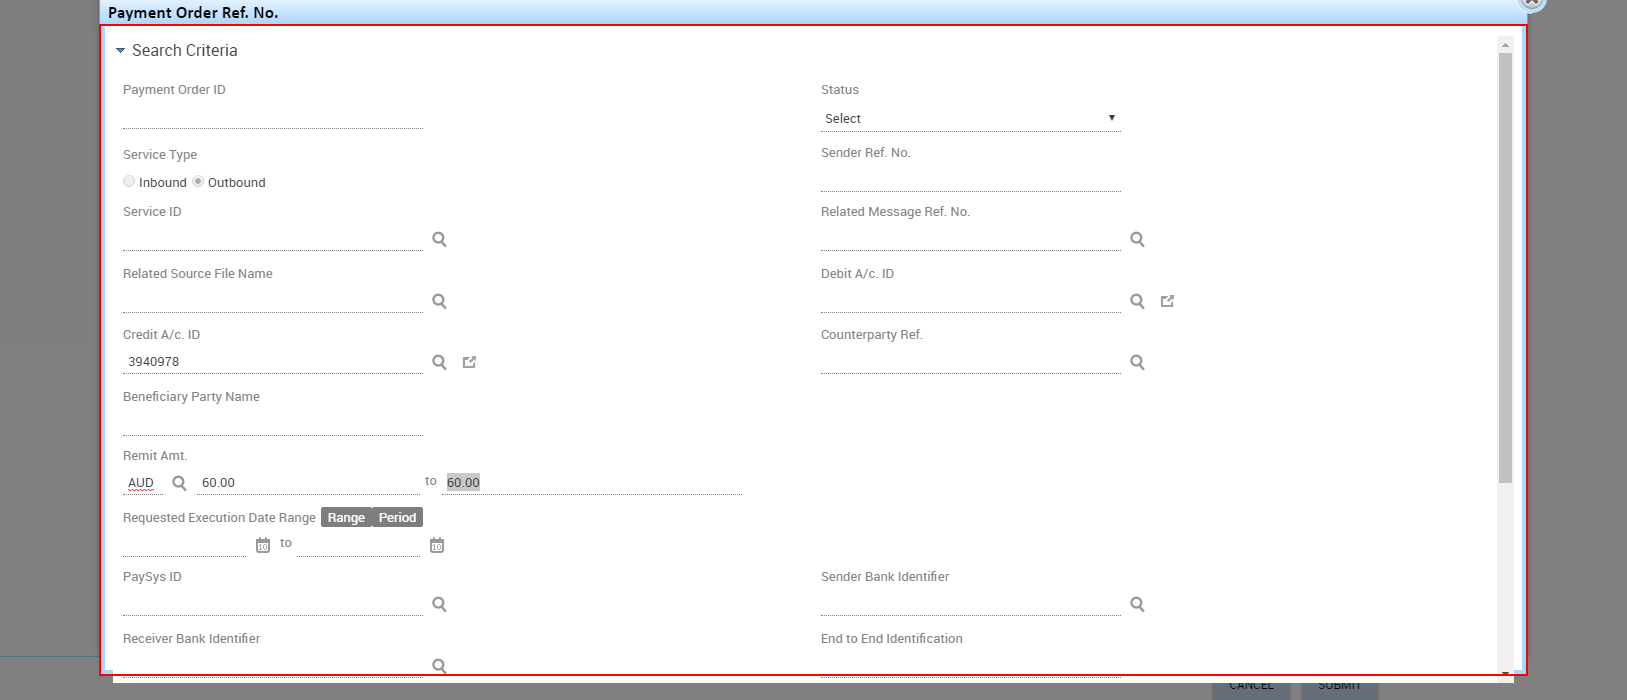 Payment Order Ref. No.
Search Criteria
Payment Order ID
Status
Select
Service Type
Sender Ref. No.
Inbound Outbound
Service ID
Related Message Ref. No.
Related Source File Name
Debit A/c. ID
Credit A/c. ID
Counterparty Ref.
3940978
Beneficiary Party Name
Remit Amt.
AUD 60.00 to 60.00
Requested Execution Date Range Range Period
10 to 10
PaySys ID
Sender Bank Identifier
Receiver Bank Identifier
End to End Identification
CANCEL SUBMIT